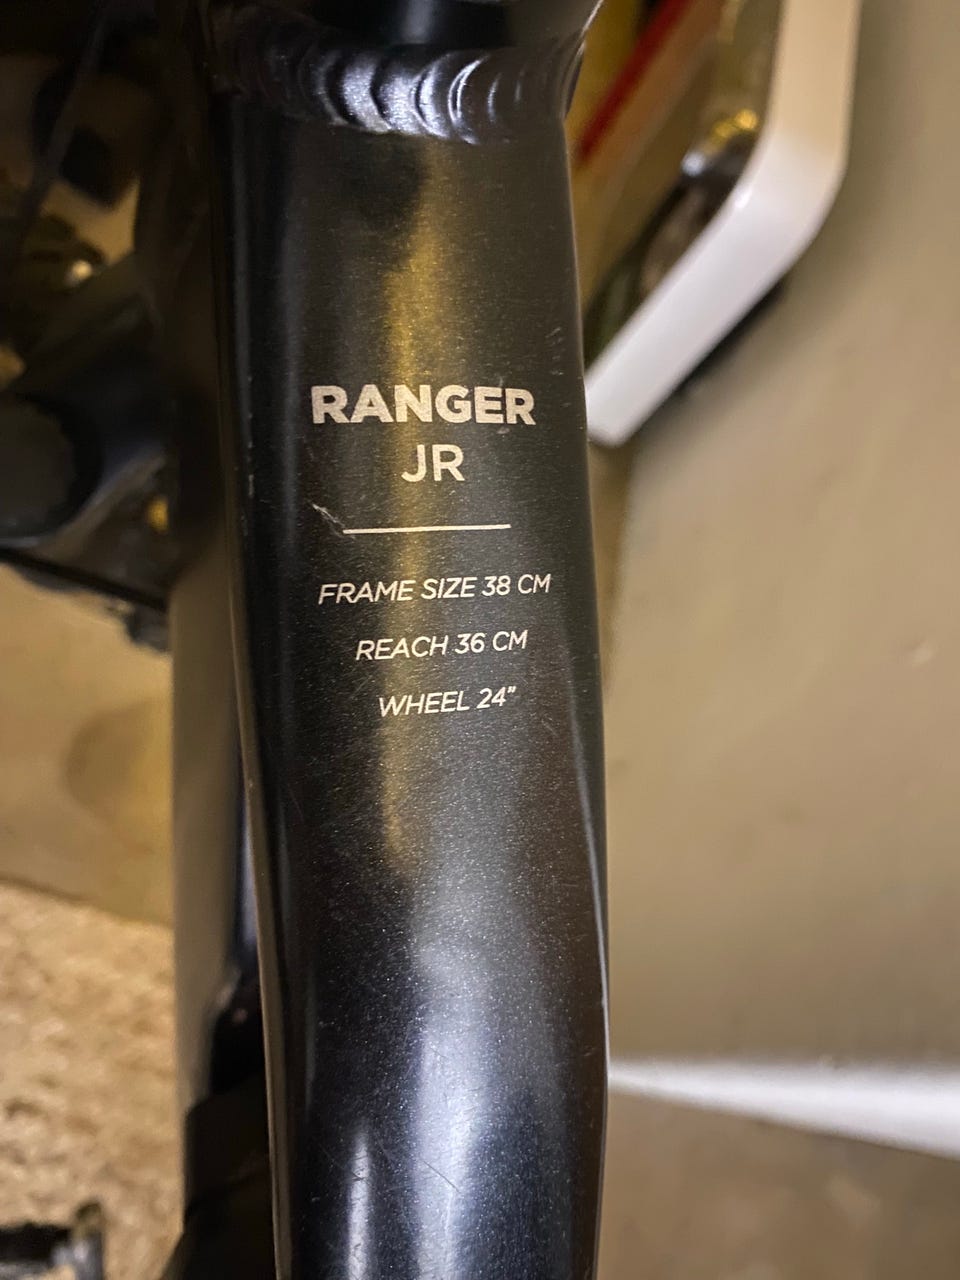 RANGER
JR
FRAME SIZE 38 CM
REACH 36 CM
WHEEL 24"